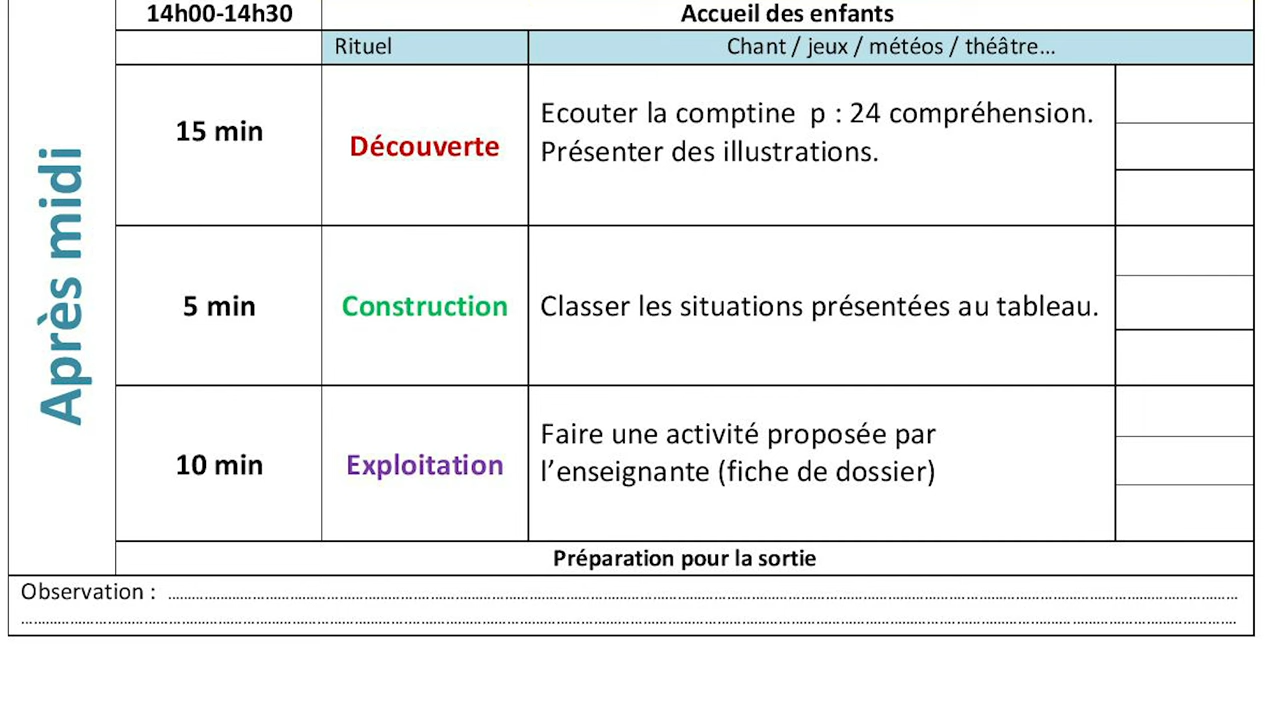 14h00-14h30 Accueil des enfants
Rituel Chant / jeux / météos / théâtre…
Après midi
15 min
Découverte
Ecouter la comptine p : 24 compréhension.
Présenter des illustrations.
5 min
Construction
Classer les situations présentées au tableau.
10 min
Exploitation
Faire une activité proposée par
l’enseignante (fiche de dossier)
Préparation pour la sortie
Observation :